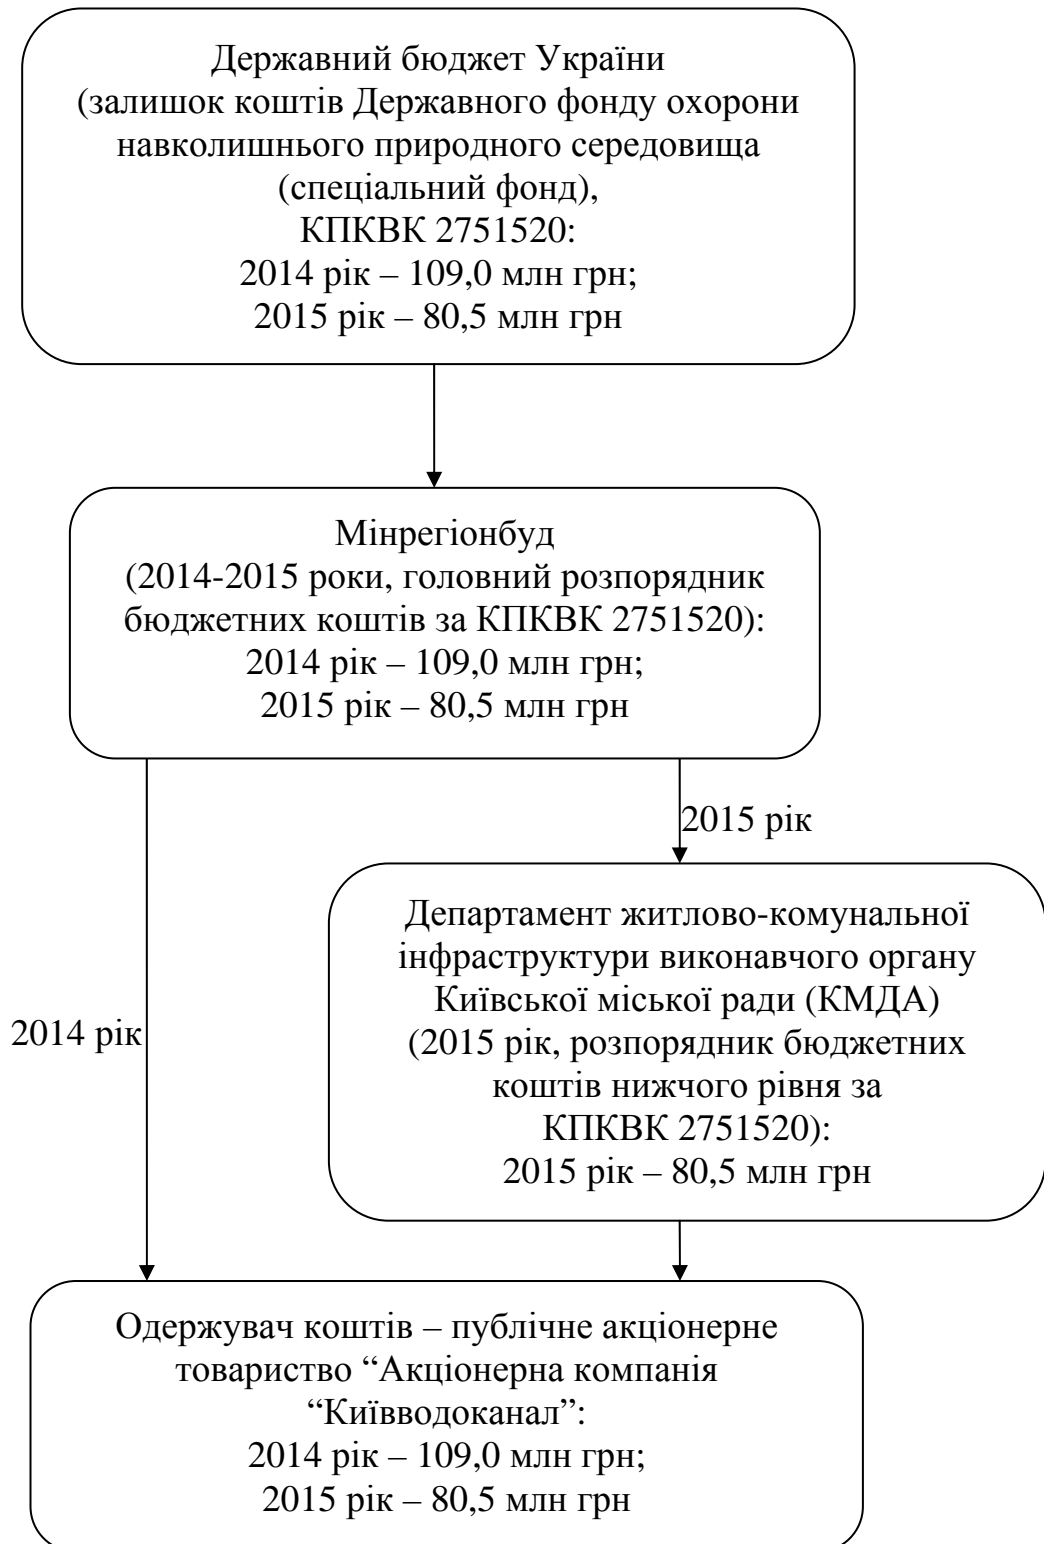 Державний бюджет України
(залишок коштів Державного фонду охорони
навколишнього природного середовища
(спеціальний фонд),
КПКВК 2751520:
2014 рік – 109,0 млн грн;
2015 рік – 80,5 млн грн
Мінрегіонбуд
(2014-2015 роки, головний розпорядник
бюджетних коштів за КПКВК 2751520):
2014 рік – 109,0 млн грн;
2015 рік – 80,5 млн грн
2015 рік
Департамент житлово-комунальної
інфраструктури виконавчого органу
Київської міської ради (КМДА)
(2015 рік, розпорядник бюджетних
коштів нижчого рівня за
КПКВК 2751520):
2015 рік – 80,5 млн грн
2014 рік
Одержувач коштів – публічне акціонерне
товариство “Акціонерна компанія
“Київводоканал”:
2014 рік – 109,0 млн грн;
2015 рік – 80,5 млн грн